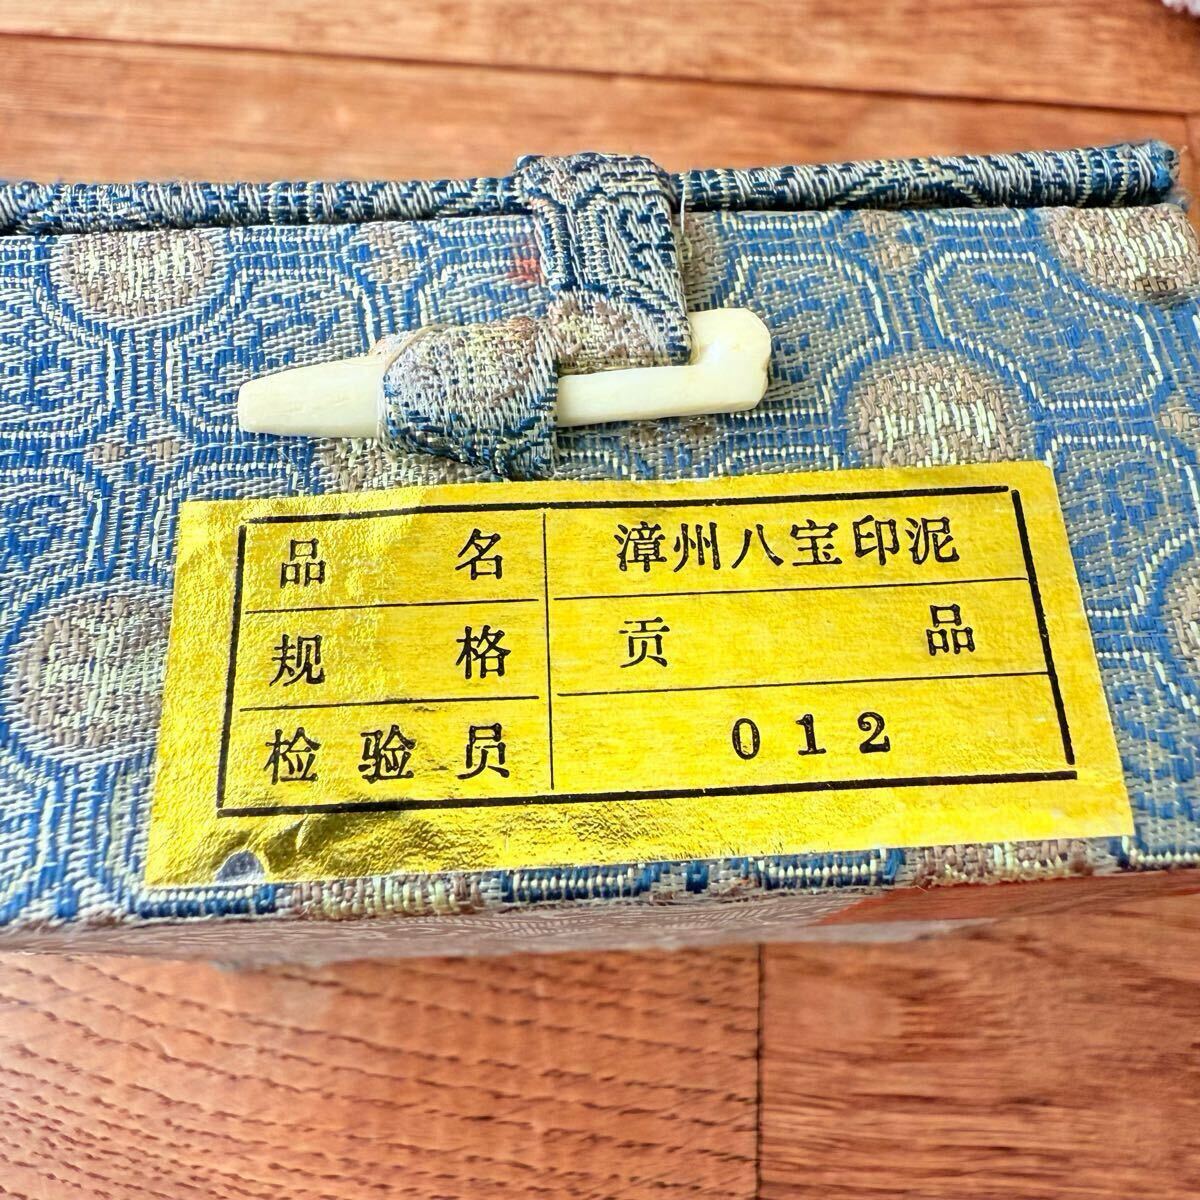 品名 漳州八宝印泥
规格 贡品
检验员 012